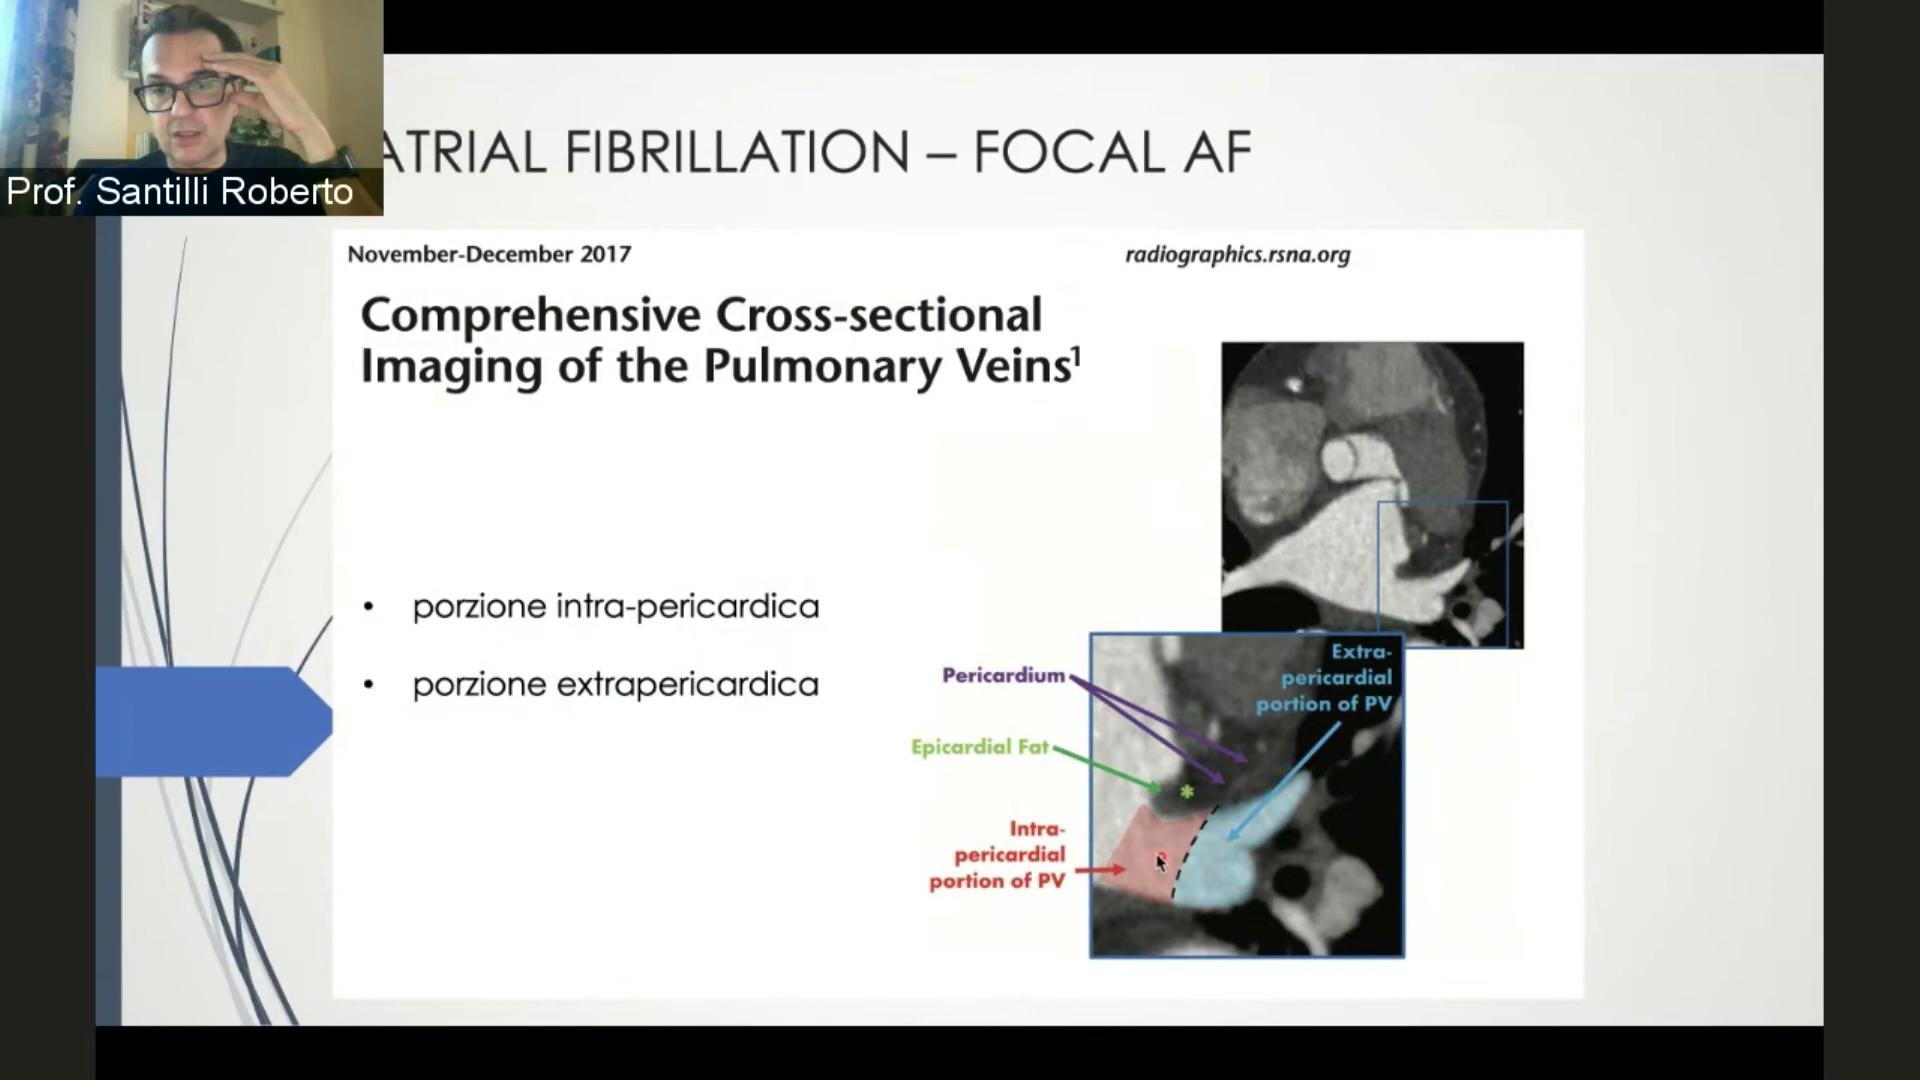 Prof. Santilli Roberto
ATRIAL FIBRILLATION – FOCAL AF
November-December 2017
radiographics.rsna.org
Comprehensive Cross-sectional
Imaging of the Pulmonary Veins¹
• porzione intra-pericardica
• porzione extrapericardica
Pericardium
Epicardial Fat
*
Intra-
pericardial
portion of PV
Extra-
pericardial
portion of PV